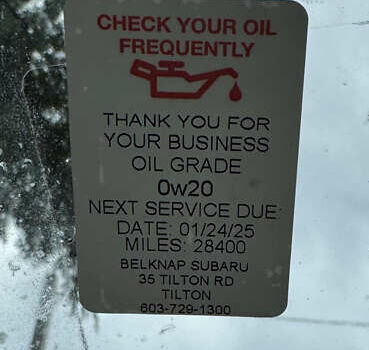 CHECK YOUR OIL
FREQUENTLY
THANK YOU FOR
YOUR BUSINESS
OIL GRADE
0w20
NEXT SERVICE DUE:
DATE: 01/24/25
MILES: 28400
BELKNAP SUBARU
35 TILTON RD
TILTON
603-729-1300